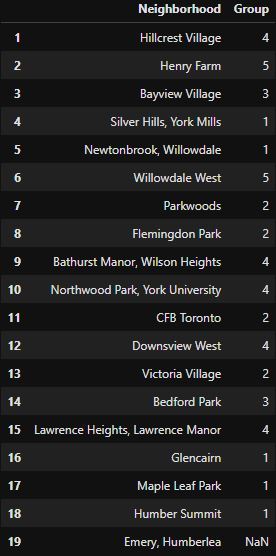 Neighborhood Group
1 Hillcrest Village 4
2 Henry Farm 5
3 Bayview Village 3
4 Silver Hills, York Mills 1
5 Newtonbrook, Willowdale 1
6 Willowdale West 5
7 Parkwoods 2
8 Flemingdon Park 2
9 Bathurst Manor, Wilson Heights 4
10 Northwood Park, York University 4
11 CFB Toronto 2
12 Downsview West 4
13 Victoria Village 2
14 Bedford Park 3
15 Lawrence Heights, Lawrence Manor 4
16 Glencairn 1
17 Maple Leaf Park 1
18 Humber Summit 1
19 Emery, Humberlea NaN